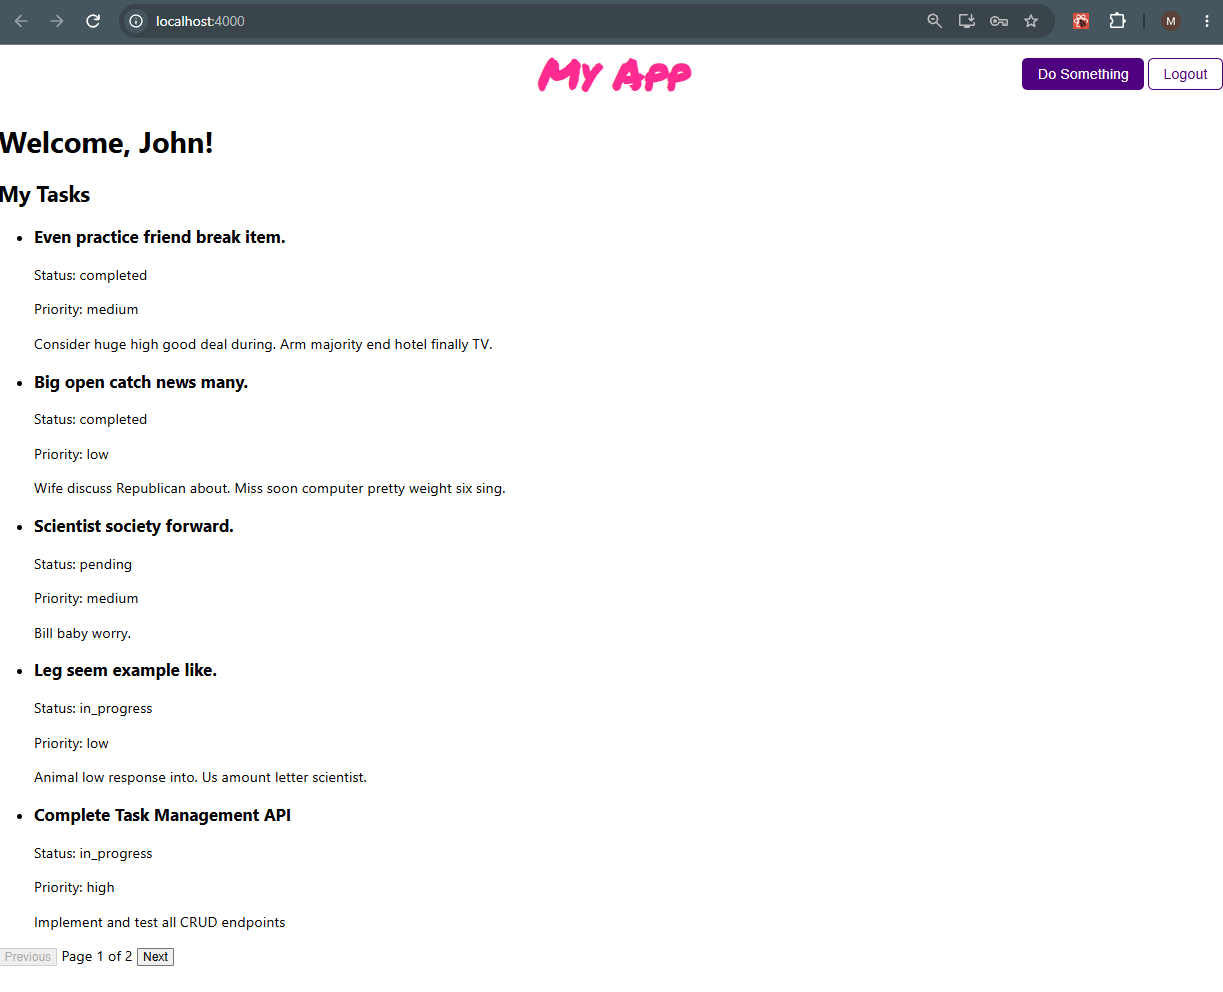 localhost:4000
M
My App
Do Something
Logout
Welcome, John!
My Tasks
• Even practice friend break item.
Status: completed
Priority: medium
Consider huge high good deal during. Arm majority end hotel finally TV.
• Big open catch news many.
Status: completed
Priority: low
Wife discuss Republican about. Miss soon computer pretty weight six sing.
• Scientist society forward.
Status: pending
Priority: medium
Bill baby worry.
• Leg seem example like.
Status: in_progress
Priority: low
Animal low response into. Us amount letter scientist.
• Complete Task Management API
Status: in_progress
Priority: high
Implement and test all CRUD endpoints
Previous Page 1 of 2 Next